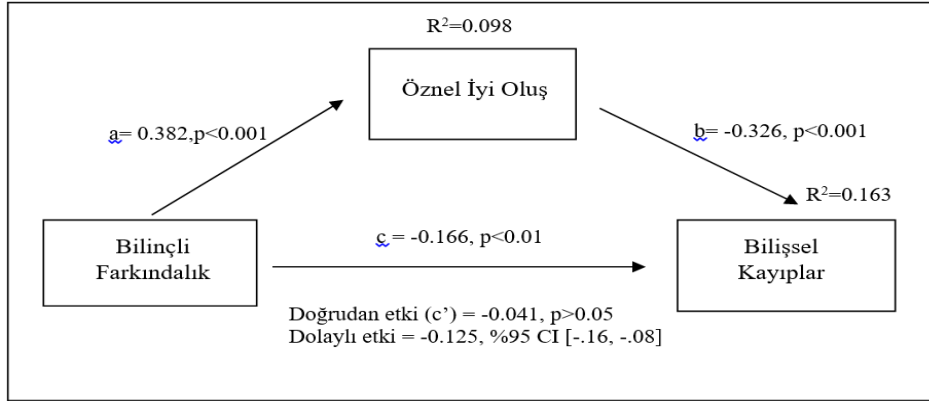 R²=0.098
Öznel İyi Oluş
a= 0.382,p<0.001
b= -0.326, p<0.001
R²=0.163
Bilinçli
Farkındalık
c = -0.166, p<0.01
Bilişsel
Kayıplar
Doğrudan etki (c’) = -0.041, p>0.05
Dolaylı etki = -0.125, %95 CI [-.16, -.08]